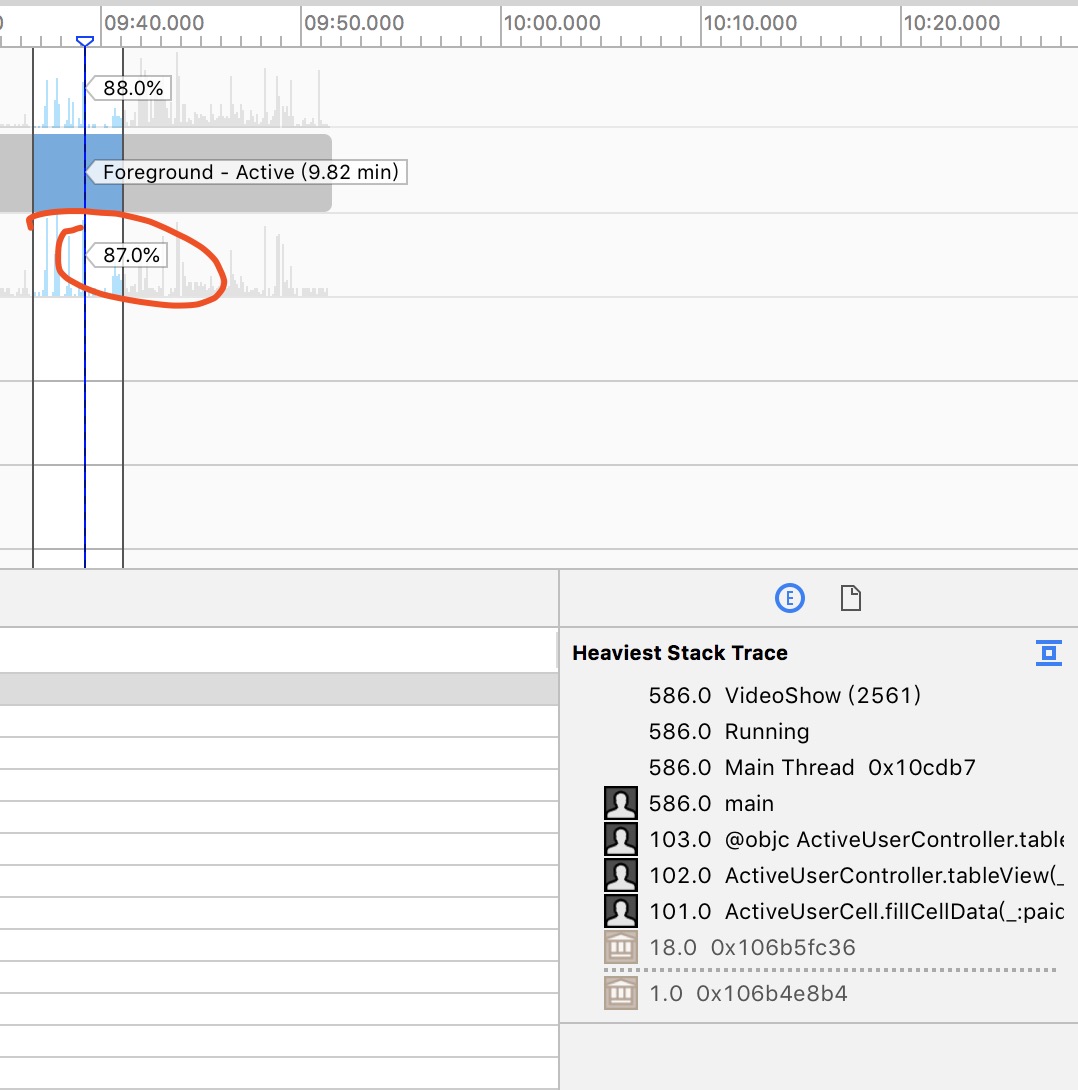 0
09:40.000
09:50.000
10:00.000
10:10.000
10:20.000
88.0%
Foreground - Active (9.82 min)
87.0%
E
Heaviest Stack Trace
586.0 VideoShow (2561)
586.0 Running
586.0 Main Thread 0x10cdb7
586.0 main
103.0 @objc ActiveUserController.table
102.0 ActiveUserController.tableView(_
101.0 ActiveUserCell.fillCellData(_:paid
18.0 0x106b5fc36
1.0 0x106b4e8b4